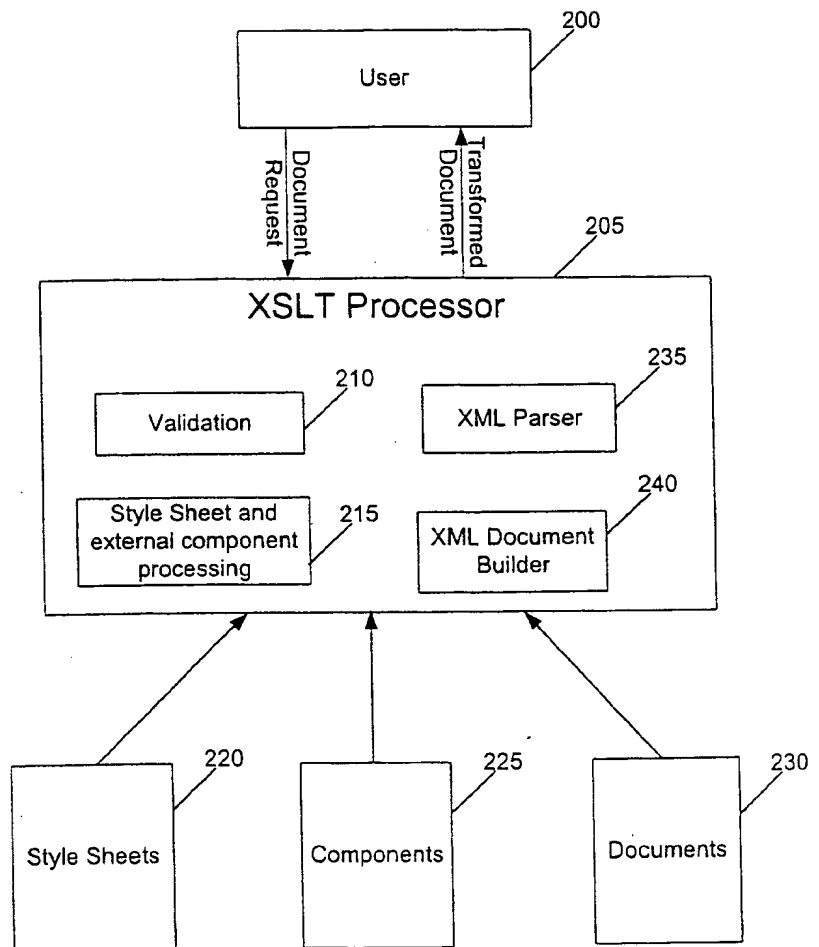 200
User
Document
Request
Transformed
Document
205
XSLT Processor
210
Validation
235
XML Parser
Style Sheet and
external component
processing
215
240
XML Document
Builder
220
Style Sheets
225
Components
230
Documents